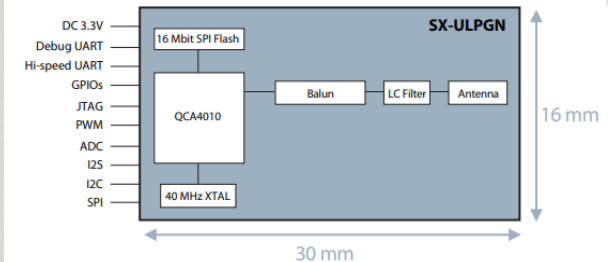 SX-ULPGN
DC 3.3V
Debug UART
Hi-speed UART
GPIOs
JTAG
PWM
ADC
I2S
I2C
SPI
16 Mbit SPI Flash
QCA4010
40 MHz XTAL
Balun
LC Filter
Antenna
16 mm
30 mm